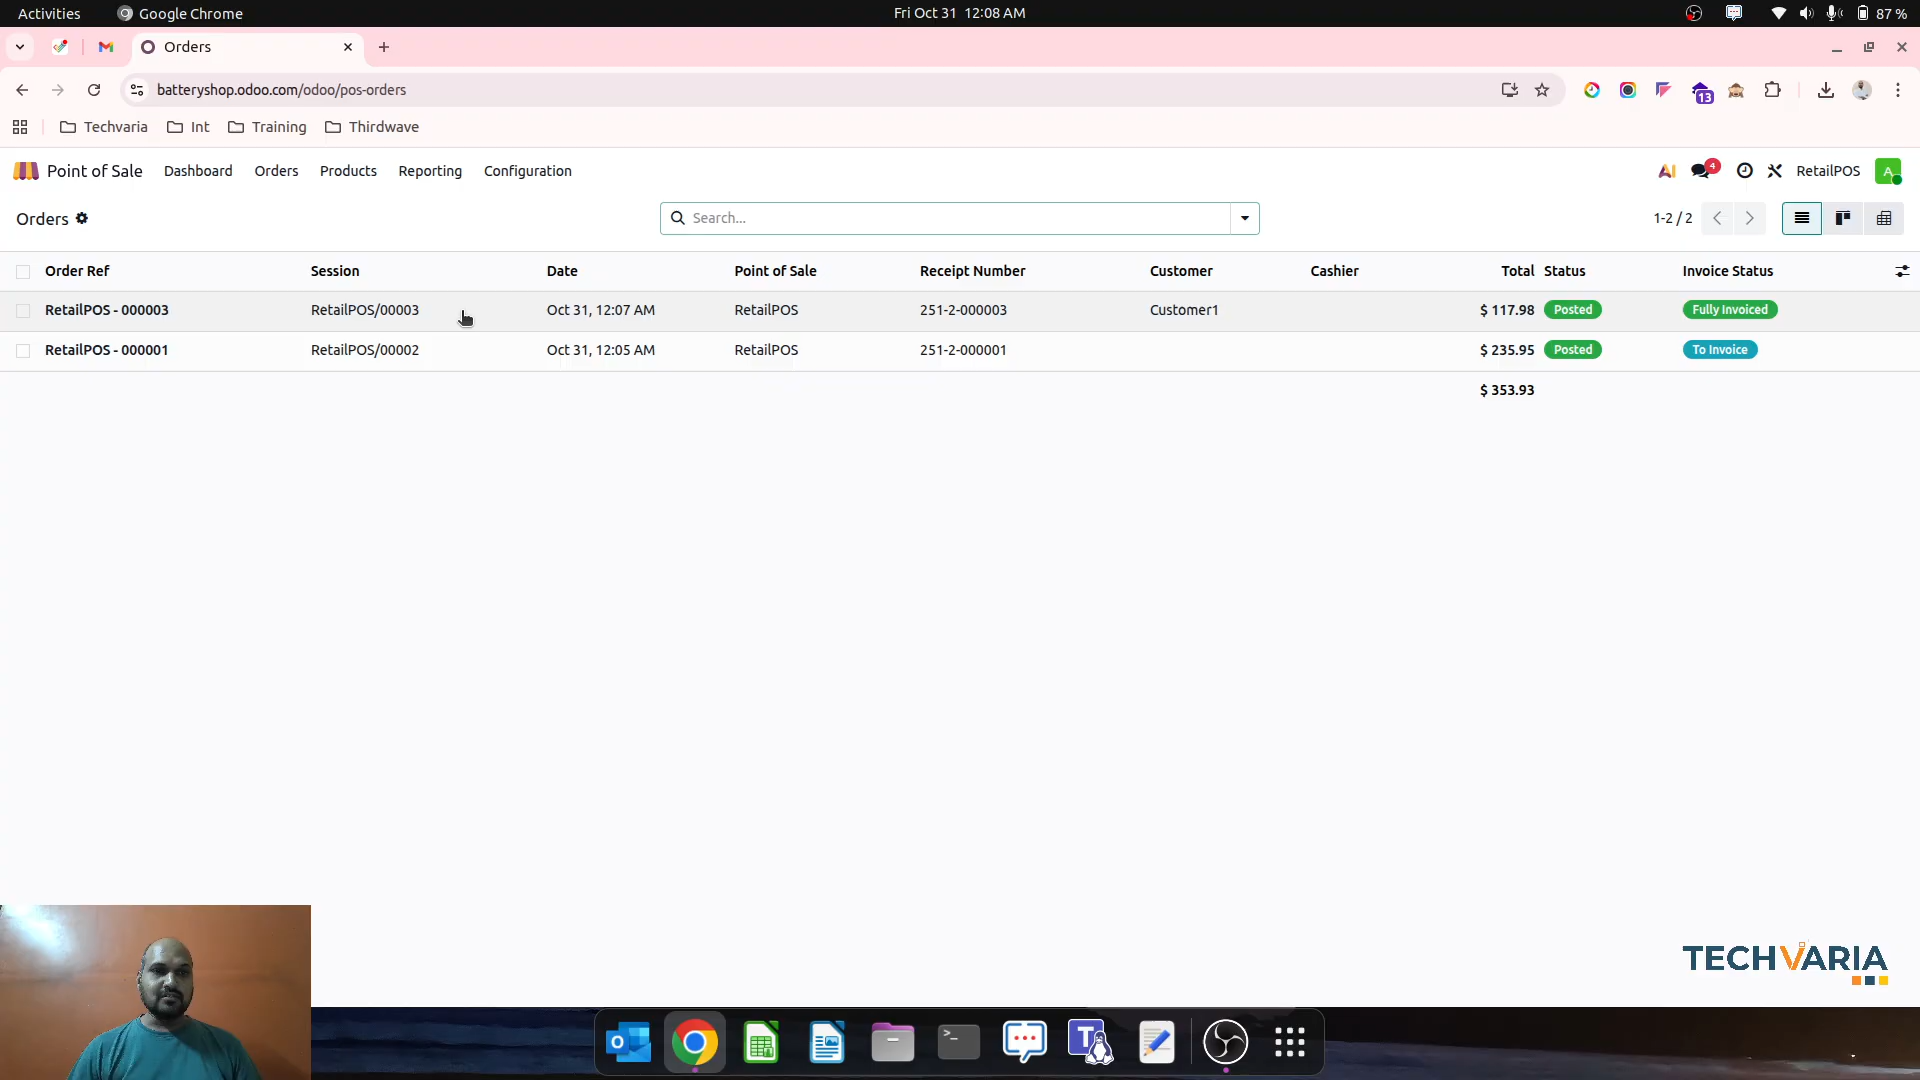 Activities Google Chrome Fri Oct 31 12:08 AM 87 %
Orders
batteryshop.odoo.com/odoo/pos-orders
13
Techvaria Int Training Thirdwave
Point of Sale Dashboard Orders Products Reporting Configuration AI 4 RetailPOS A
Orders Search... 1-2 / 2
Order Ref Session Date Point of Sale Receipt Number Customer Cashier Total Status Invoice Status
RetailPOS - 000003 RetailPOS/00003 Oct 31, 12:07 AM RetailPOS 251-2-000003 Customer1 $ 117.98 Posted Fully Invoiced
RetailPOS - 000001 RetailPOS/00002 Oct 31, 12:05 AM RetailPOS 251-2-000001 $ 235.95 Posted To Invoice
$ 353.93
TECHVARIA